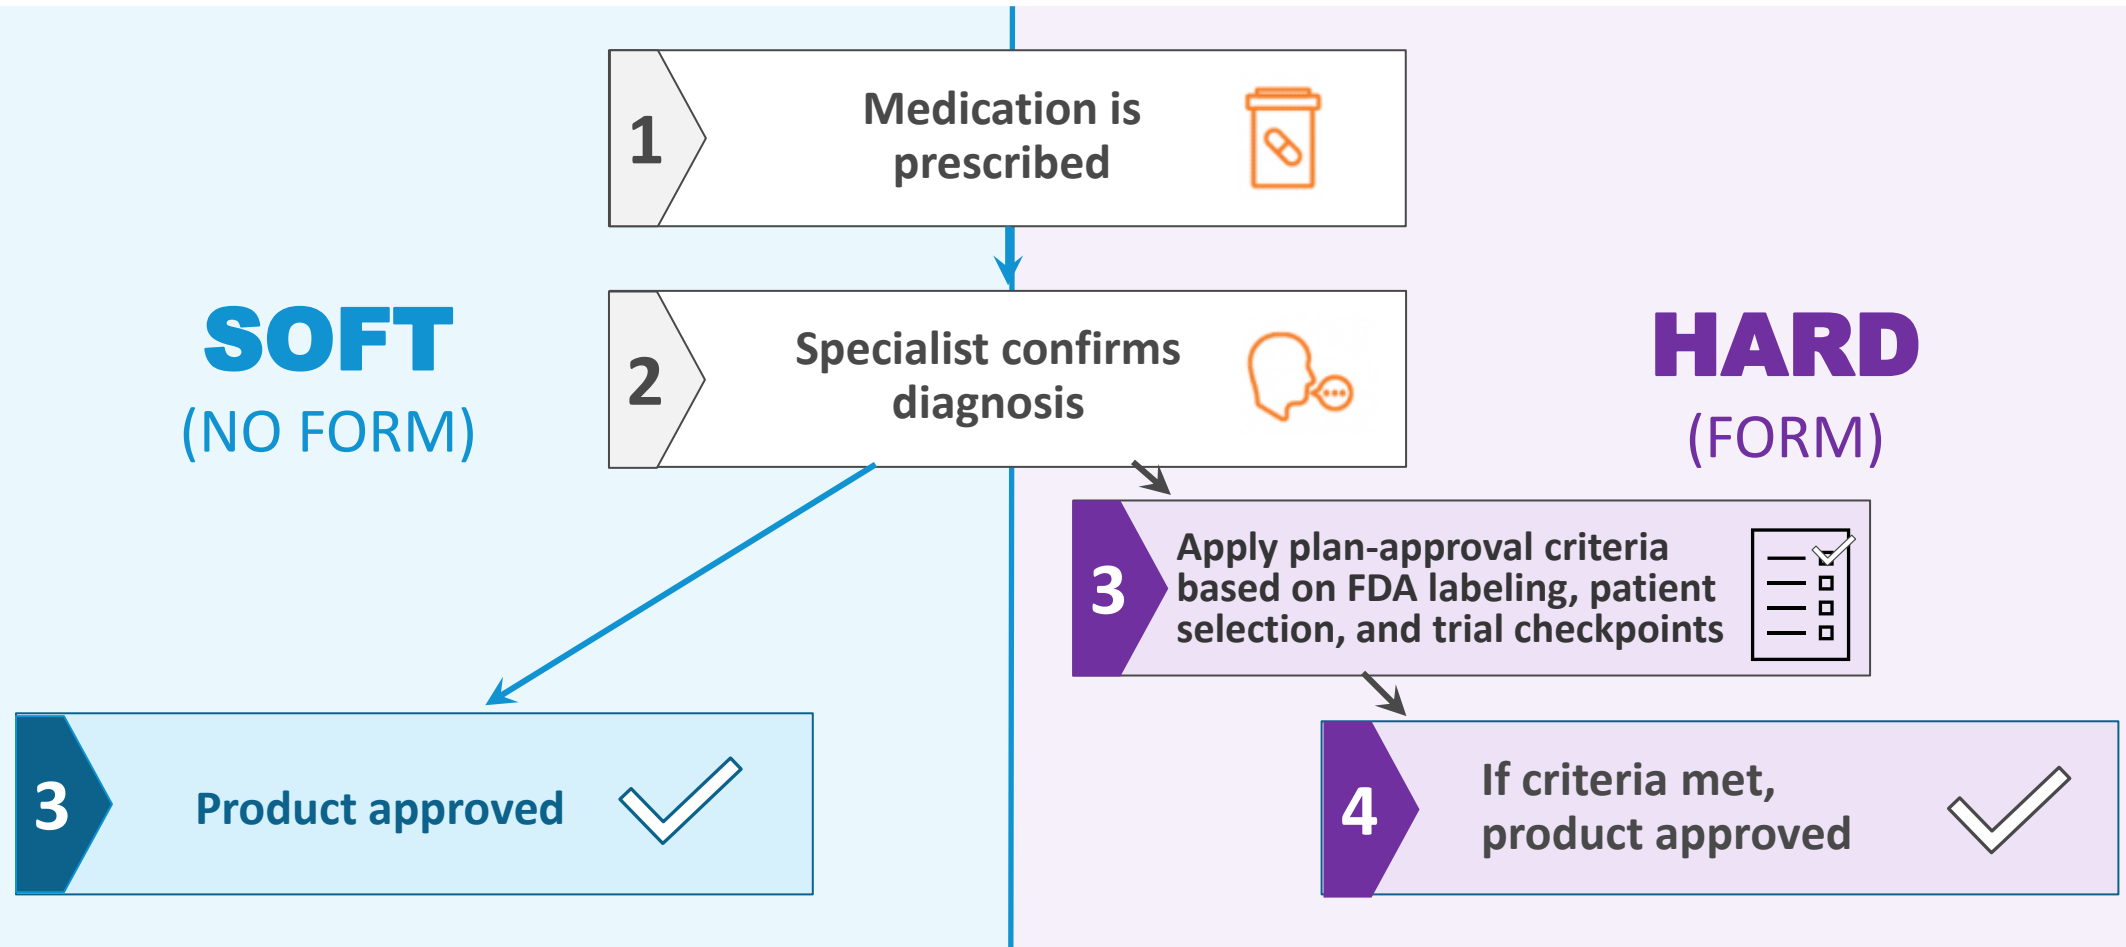 1
Medication is
prescribed
SOFT
(NO FORM)
2
Specialist confirms
diagnosis
HARD
(FORM)
3
Apply plan-approval criteria
based on FDA labeling, patient
selection, and trial checkpoints
3
Product approved
4
If criteria met,
product approved